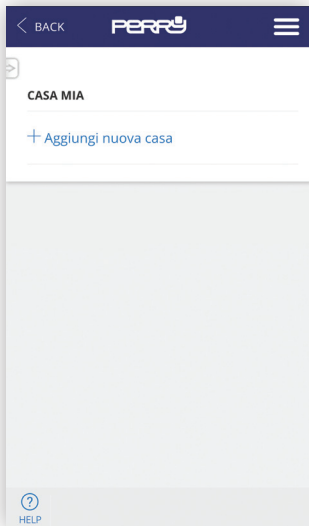 BACK
PERRY
CASA MIA
+ Aggiungi nuova casa
?
HELP